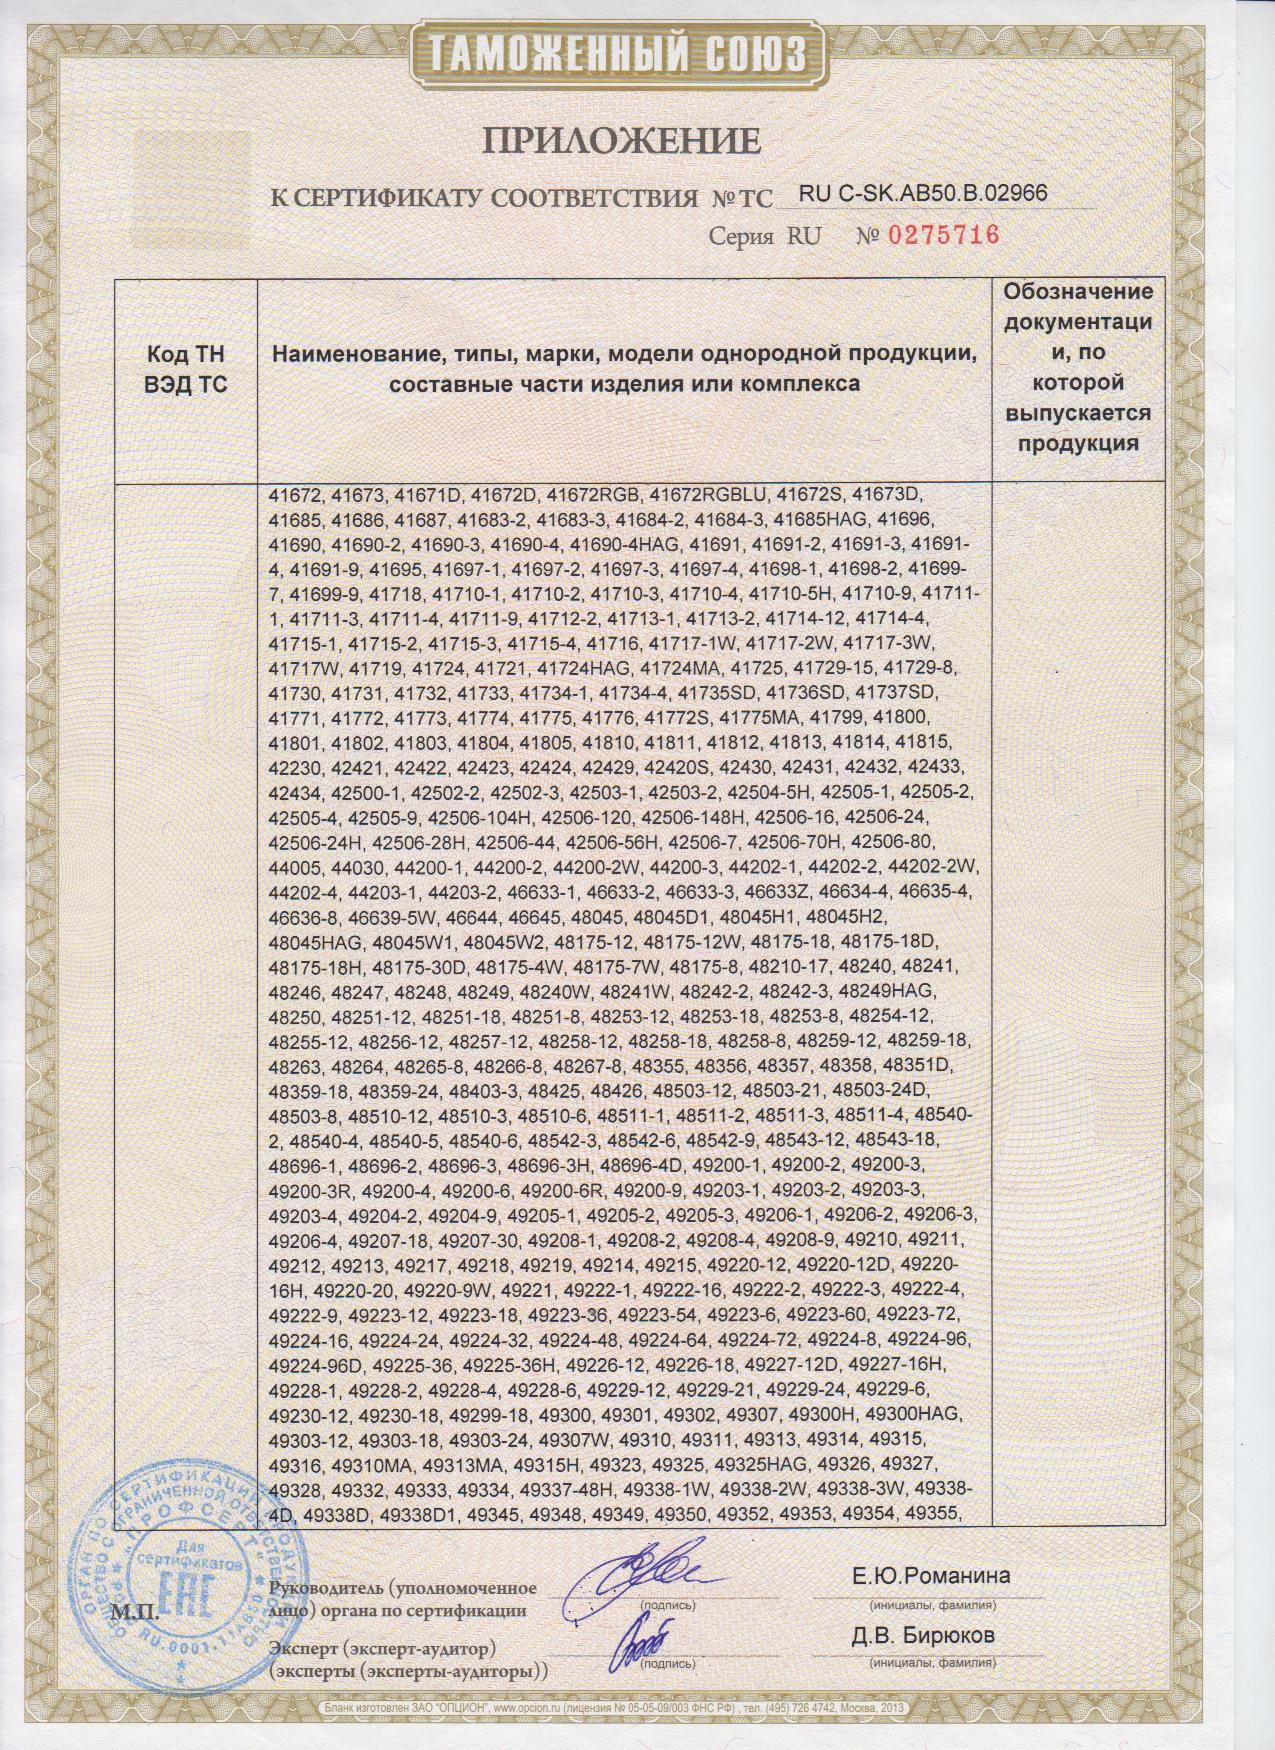 ТАМОЖЕННЫЙ СОЮЗ
ПРИЛОЖЕНИЕ
К СЕРТИФИКАТУ СООТВЕТСТВИЯ № ТС RU C-SK.АВ50.В.02966
Серия RU № 0275716
Код ТН
ВЭД ТС
Наименование, типы, марки, модели однородной продукции,
составные части изделия или комплекса
Обозначение
документаци
и, по
которой
выпускается
продукция
41672, 41673, 41671D, 41672D, 41672RGB, 41672RGBLU, 41672S, 41673D,
41685, 41686, 41687, 41683-2, 41683-3, 41684-2, 41684-3, 41685HAG, 41696,
41690, 41690-2, 41690-3, 41690-4, 41690-4HAG, 41691, 41691-2, 41691-3, 41691-
4, 41691-9, 41695, 41697-1, 41697-2, 41697-3, 41697-4, 41698-1, 41698-2, 41699-
7, 41699-9, 41718, 41710-1, 41710-2, 41710-3, 41710-4, 41710-5H, 41710-9, 41711-
1, 41711-3, 41711-4, 41711-9, 41712-2, 41713-1, 41713-2, 41714-12, 41714-4,
41715-1, 41715-2, 41715-3, 41715-4, 41716, 41717-1W, 41717-2W, 41717-3W,
41717W, 41719, 41724, 41721, 41724HAG, 41724MA, 41725, 41729-15, 41729-8,
41730, 41731, 41732, 41733, 41734-1, 41734-4, 41735SD, 41736SD, 41737SD,
41771, 41772, 41773, 41774, 41775, 41776, 41772S, 41775MA, 41799, 41800,
41801, 41802, 41803, 41804, 41805, 41810, 41811, 41812, 41813, 41814, 41815,
42230, 42421, 42422, 42423, 42424, 42429, 42420S, 42430, 42431, 42432, 42433,
42434, 42500-1, 42502-2, 42502-3, 42503-1, 42503-2, 42504-5H, 42505-1, 42505-2,
42505-4, 42505-9, 42506-104H, 42506-120, 42506-148H, 42506-16, 42506-24,
42506-24H, 42506-28H, 42506-44, 42506-56H, 42506-7, 42506-70H, 42506-80,
44005, 44030, 44200-1, 44200-2, 44200-2W, 44200-3, 44202-1, 44202-2, 44202-2W,
44202-4, 44203-1, 44203-2, 46633-1, 46633-2, 46633-3, 46633Z, 46634-4, 46635-4,
46636-8, 46639-5W, 46644, 46645, 48045, 48045D1, 48045H1, 48045H2,
48045HAG, 48045W1, 48045W2, 48175-12, 48175-12W, 48175-18, 48175-18D,
48175-18H, 48175-30D, 48175-4W, 48175-7W, 48175-8, 48210-17, 48240, 48241,
48246, 48247, 48248, 48249, 48240W, 48241W, 48242-2, 48242-3, 48249HAG,
48250, 48251-12, 48251-18, 48251-8, 48253-12, 48253-18, 48253-8, 48254-12,
48255-12, 48256-12, 48257-12, 48258-12, 48258-18, 48258-8, 48259-12, 48259-18,
48263, 48264, 48265-8, 48266-8, 48267-8, 48355, 48356, 48357, 48358, 48351D,
48359-18, 48359-24, 48403-3, 48425, 48426, 48503-12, 48503-21, 48503-24D,
48503-8, 48510-12, 48510-3, 48510-6, 48511-1, 48511-2, 48511-3, 48511-4, 48540-
2, 48540-4, 48540-5, 48540-6, 48542-3, 48542-6, 48542-9, 48543-12, 48543-18,
48696-1, 48696-2, 48696-3, 48696-3H, 48696-4D, 49200-1, 49200-2, 49200-3,
49200-3R, 49200-4, 49200-6, 49200-6R, 49200-9, 49203-1, 49203-2, 49203-3,
49203-4, 49204-2, 49204-9, 49205-1, 49205-2, 49205-3, 49206-1, 49206-2, 49206-3,
49206-4, 49207-18, 49207-30, 49208-1, 49208-2, 49208-4, 49208-9, 49210, 49211,
49212, 49213, 49217, 49218, 49219, 49214, 49215, 49220-12, 49220-12D, 49220-
16H, 49220-20, 49220-9W, 49221, 49222-1, 49222-16, 49222-2, 49222-3, 49222-4,
49222-9, 49223-12, 49223-18, 49223-36, 49223-54, 49223-6, 49223-60, 49223-72,
49224-16, 49224-24, 49224-32, 49224-48, 49224-64, 49224-72, 49224-8, 49224-96,
49224-96D, 49225-36, 49225-36H, 49226-12, 49226-18, 49227-12D, 49227-16H,
49228-1, 49228-2, 49228-4, 49228-6, 49229-12, 49229-21, 49229-24, 49229-6,
49230-12, 49230-18, 49299-18, 49300, 49301, 49302, 49307, 49300H, 49300HAG,
49303-12, 49303-18, 49303-24, 49307W, 49310, 49311, 49313, 49314, 49315,
49316, 49310MA, 49313MA, 49315H, 49323, 49325, 49325HAG, 49326, 49327,
49328, 49332, 49333, 49334, 49337-48H, 49338-1W, 49338-2W, 49338-3W, 49338-
4D, 49338D, 49338D1, 49345, 49348, 49349, 49350, 49352, 49353, 49354, 49355,
ОРГАН ПО СЕРТИФИКАЦИИ ПРОДУКЦИИ
"ПРОФСЕРТ"
Для
сертификатов
ЕАС
М.П.
Руководитель (уполномоченное
лицо) органа по сертификации
(подпись)
Е.Ю.Романина
(инициалы, фамилия)
Эксперт (эксперт-аудитор)
(эксперты (эксперты-аудиторы))
(подпись)
Д.В. Бирюков
(инициалы, фамилия)
Бланк изготовлен ЗАО "ОПЦИОН", www.opcion.ru (лицензия № 05-05-09/003 ФНС РФ) , тел. (495) 726 4742, Москва, 2013